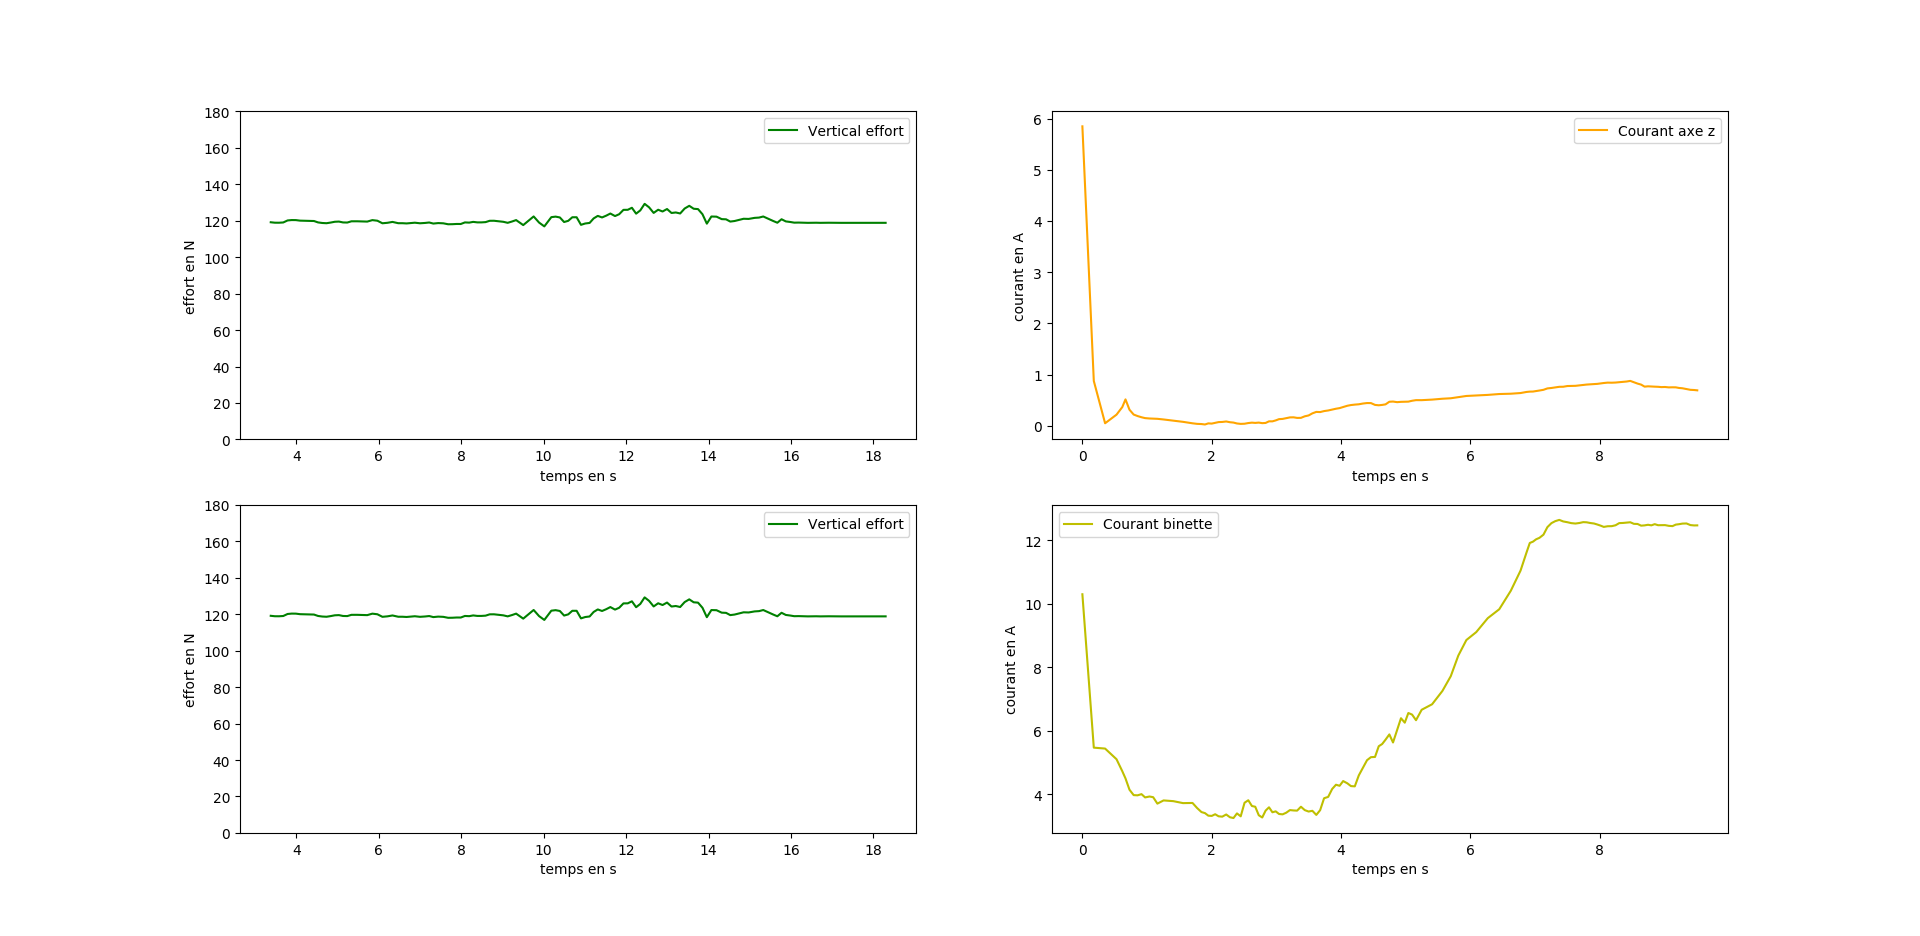 180
160
140
120
100
80
60
40
20
0
effort en N
Vertical effort
4 6 8 10 12 14 16 18
temps en s
6
5
4
3
2
1
0
courant en A
Courant axe z
0 2 4 6 8
temps en s
180
160
140
120
100
80
60
40
20
0
effort en N
Vertical effort
4 6 8 10 12 14 16 18
temps en s
12
10
8
6
4
courant en A
Courant binette
0 2 4 6 8
temps en s